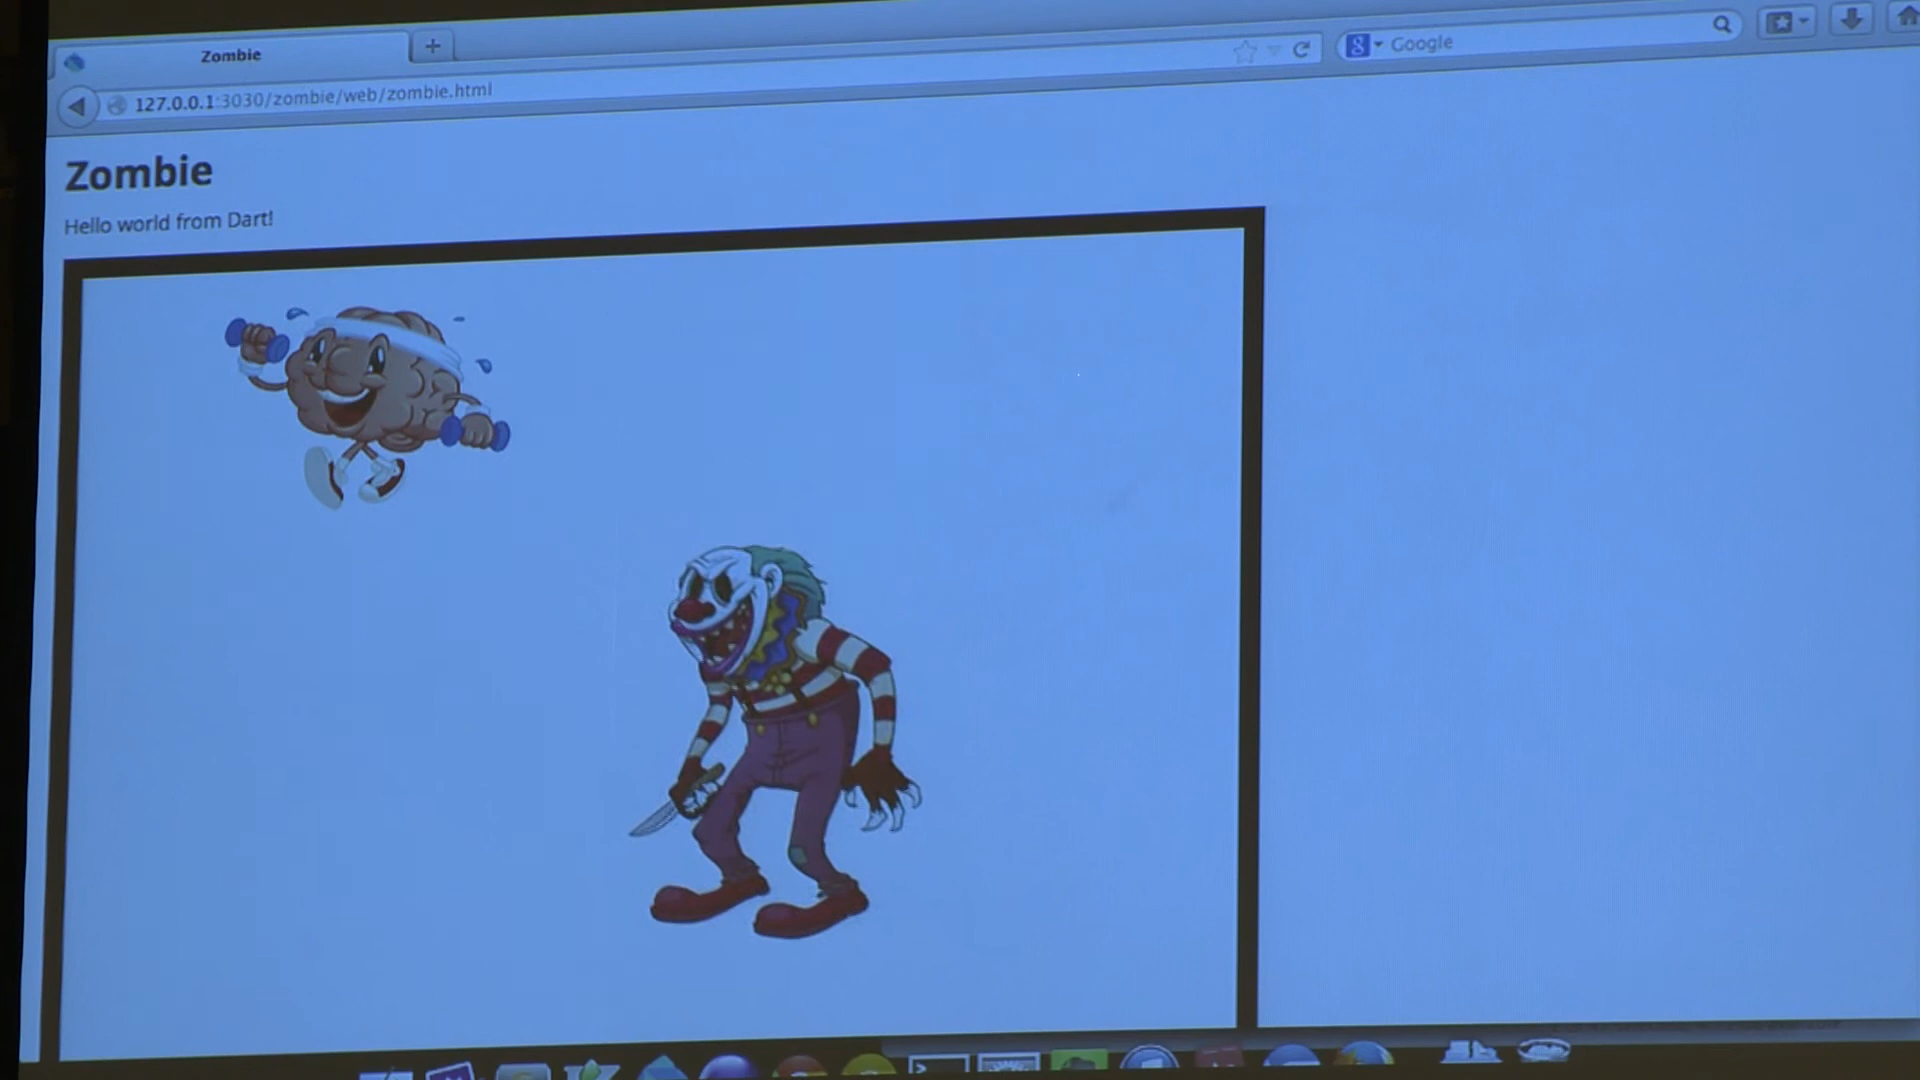 Zombie
127.0.0.1:3030/zombie/web/zombie.html
Google
Zombie
Hello world from Dart!